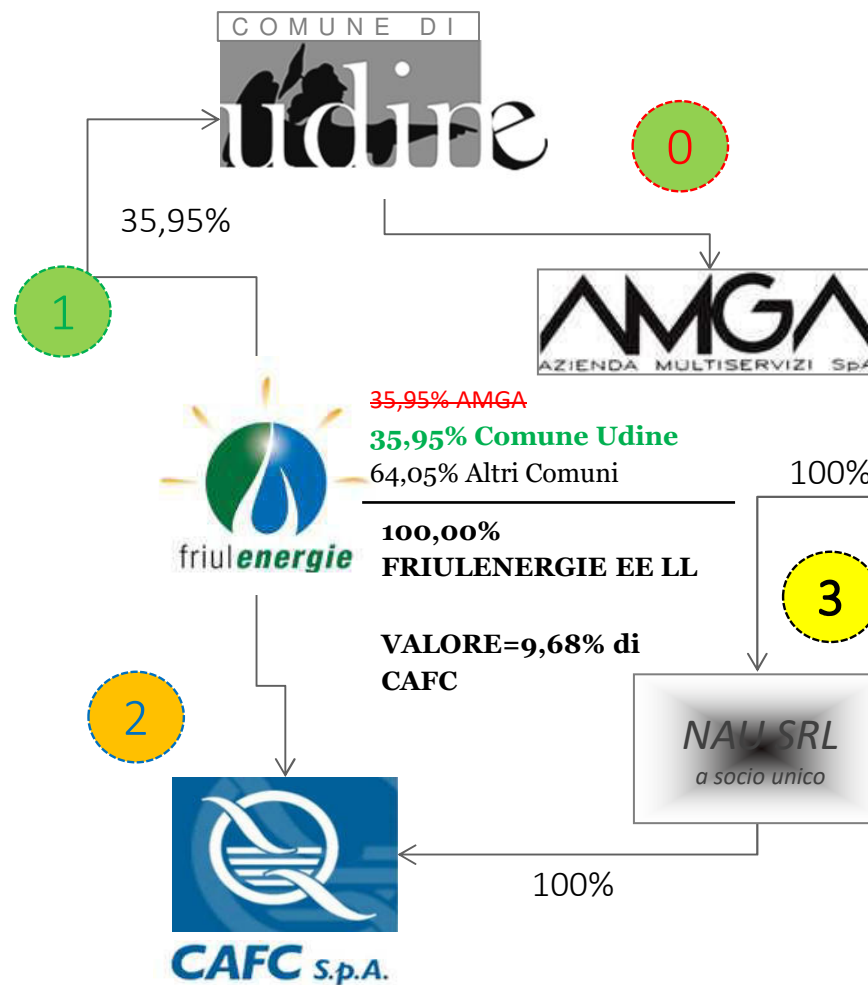 COMUNE DI
udine
0
35,95%
AMGA
AZIENDA MULTISERVIZI SpA
1
35,95% AMGA
35,95% Comune Udine
64,05% Altri Comuni
100%
100,00%
FRIULENERGIE EE LL
friulenergie
3
VALORE=9,68% di
CAFC
2
NAU SRL
a socio unico
100%
CAFC S.p.A.